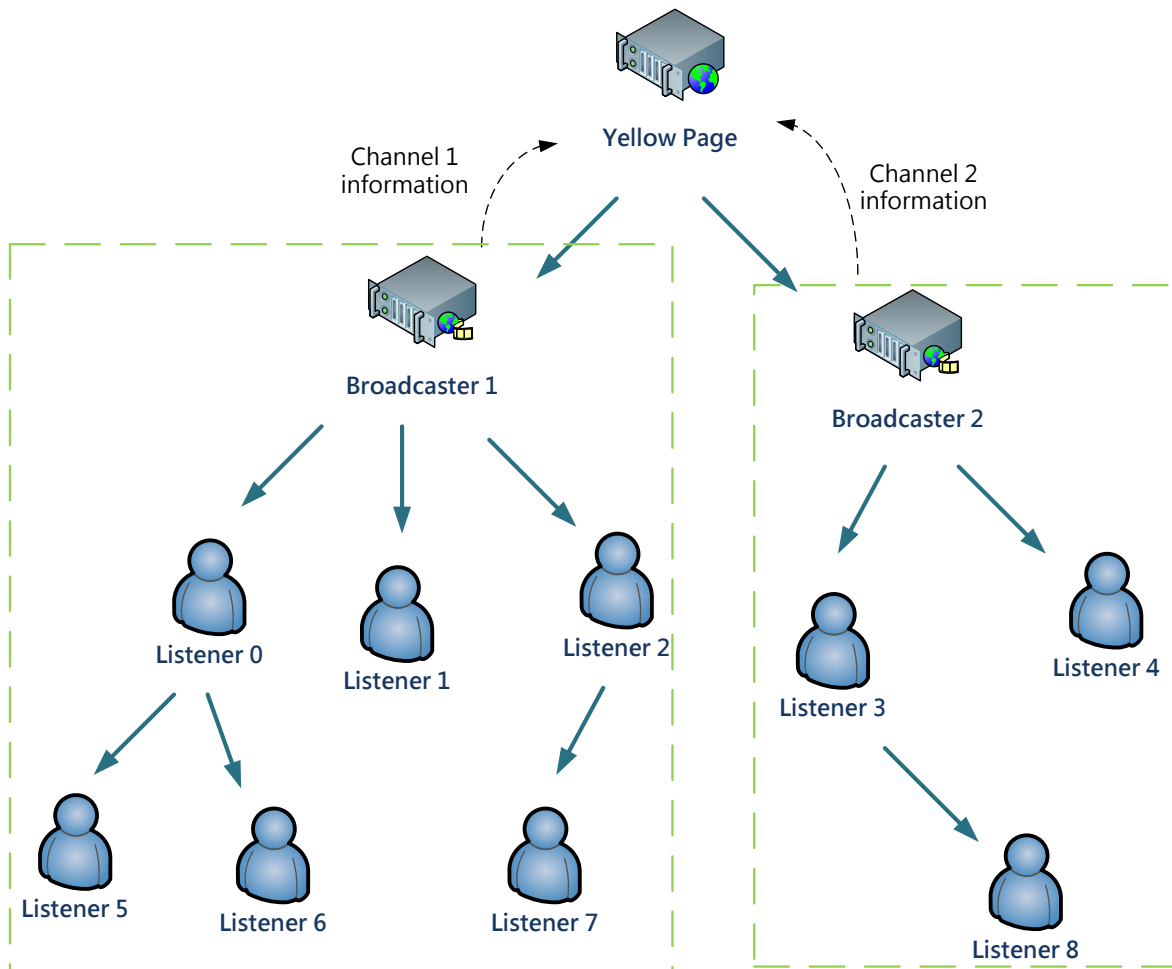 Yellow Page
Channel 1
information
Channel 2
information
Broadcaster 1
Broadcaster 2
Listener 0
Listener 1
Listener 2
Listener 3
Listener 4
Listener 5
Listener 6
Listener 7
Listener 8